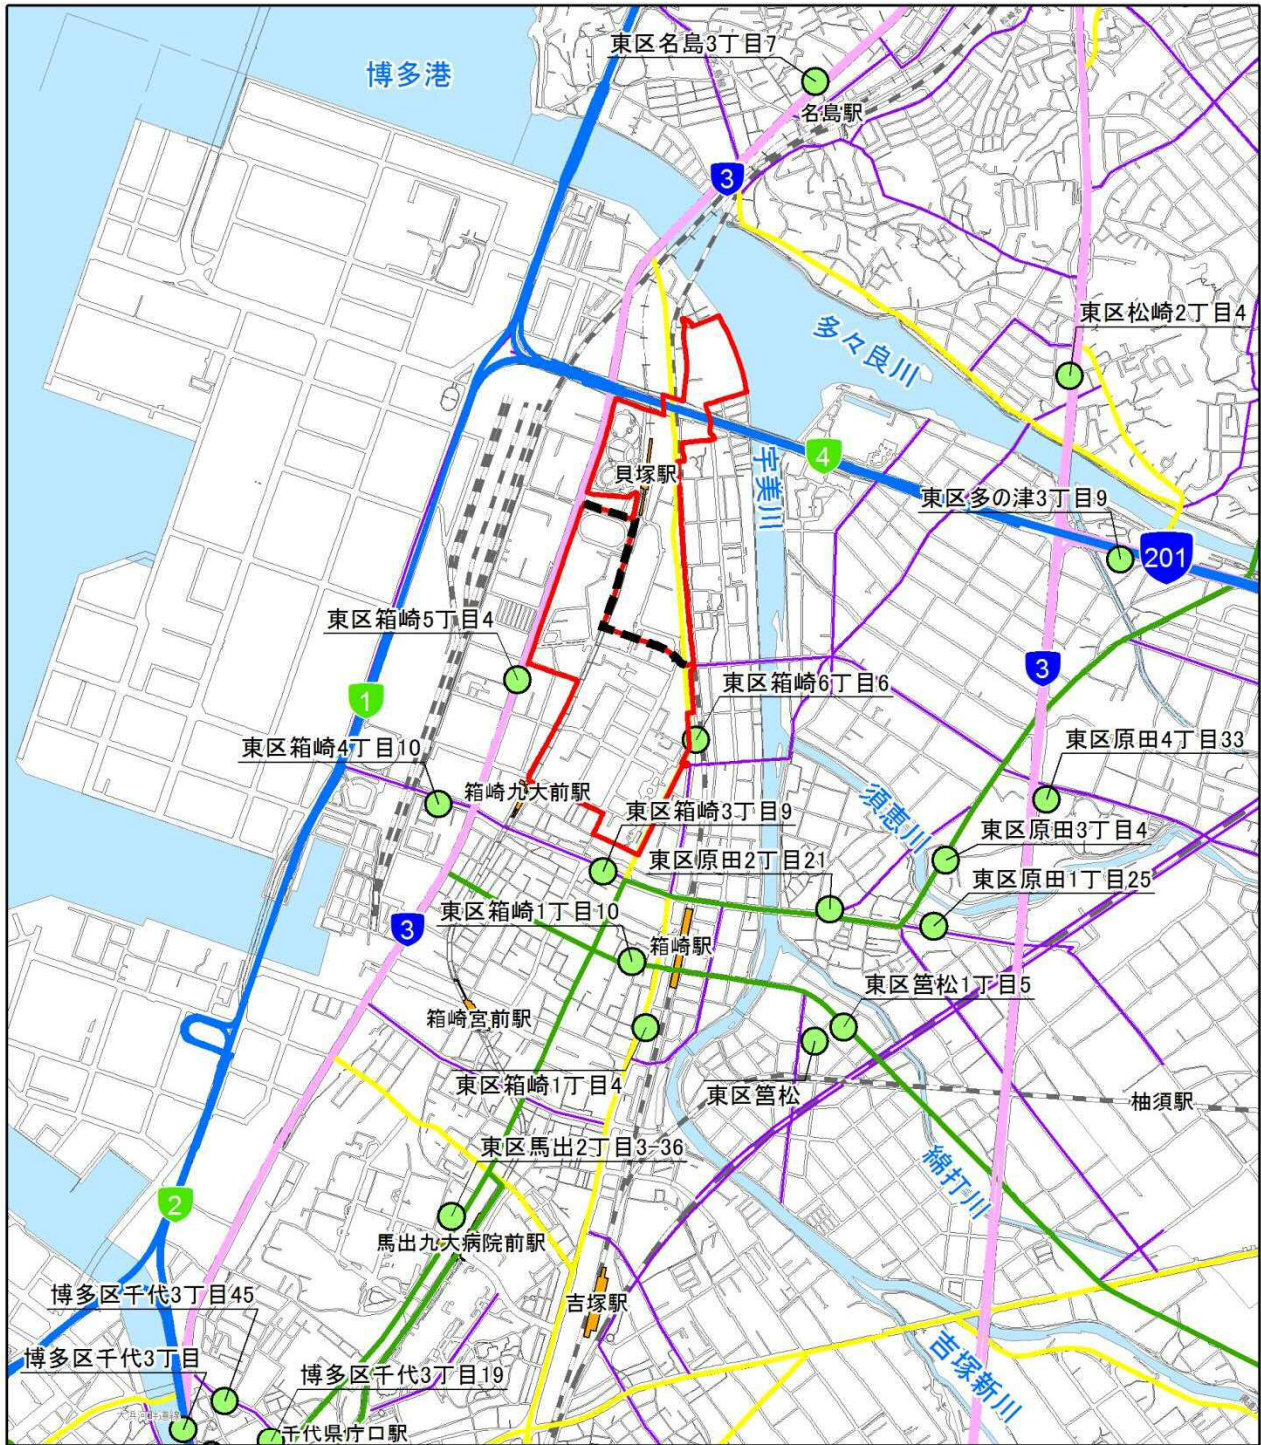 東区名島3丁目7
博多港
名島駅
3
東区松崎2丁目4
多々良川
4
貝塚駅
宇美川
東区多の津3丁目9
201
東区箱崎5丁目4
3
1
東区箱崎6丁目6
東区箱崎4丁目10
東区原田4丁目33
箱崎九大前駅
東区箱崎3丁目9
須恵川
東区原田3丁目4
東区原田2丁目21
東区原田1丁目25
東区箱崎1丁目10
3
箱崎駅
東区筥松1丁目5
箱崎宮前駅
東区箱崎1丁目4
東区筥松
柚須駅
東区馬出2丁目3-36
綿打川
2
馬出九大病院前駅
博多区千代3丁目45
吉塚駅
博多区千代3丁目
博多区千代3丁目19
吉塚新川
千代県庁口駅